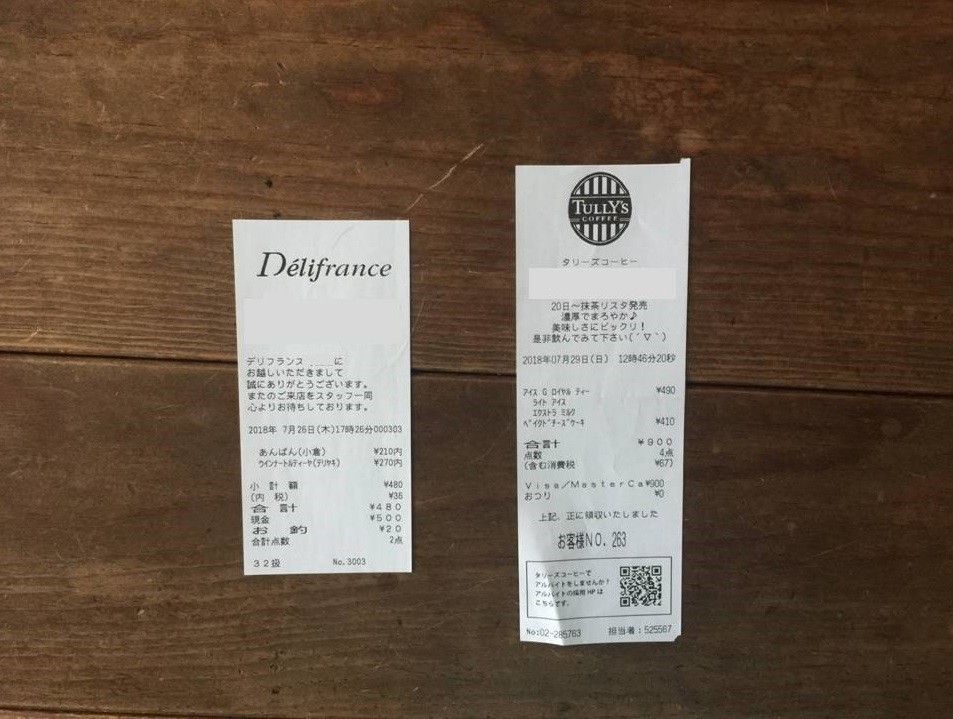 Délifrance
デリフランス に
お越しいただきまして
誠にありがとうございます。
またのご来店をスタッフ一同
心よりお待ちしております。
2018年 7月26日(木)17時26分000303
あんぱん(小倉) ¥210内
ウインナートルティーヤ(テリヤキ) ¥270内
小 計 額 ¥480
(内 税) ¥35
合 計 ¥480
現金 ¥500
お 釣 ¥20
合計点数 2点
32扱 No.3003
TULLY'S
COFFEE
タリーズコーヒー
20日~抹茶リスタ発売
濃厚でまろやか♪
美味しさにビックリ!
是非飲んでみて下さい(´∇`)
2018年07月29日(日) 12時46分20秒
アイス G ロイヤル ティー ¥490
ライト アイス
エクストラ ミルク
ベイクドチーズケーキ ¥410
合計 ¥900
点数 4点
(含む消費税 ¥67)
Visa/MasterCa¥900
おつり ¥0
上記、正に領収いたしました
お客様NO. 263
タリーズコーヒーで
アルバイトをしませんか?
アルバイトの採用HPは
こちらです。
No:02-285763 担当者:525567